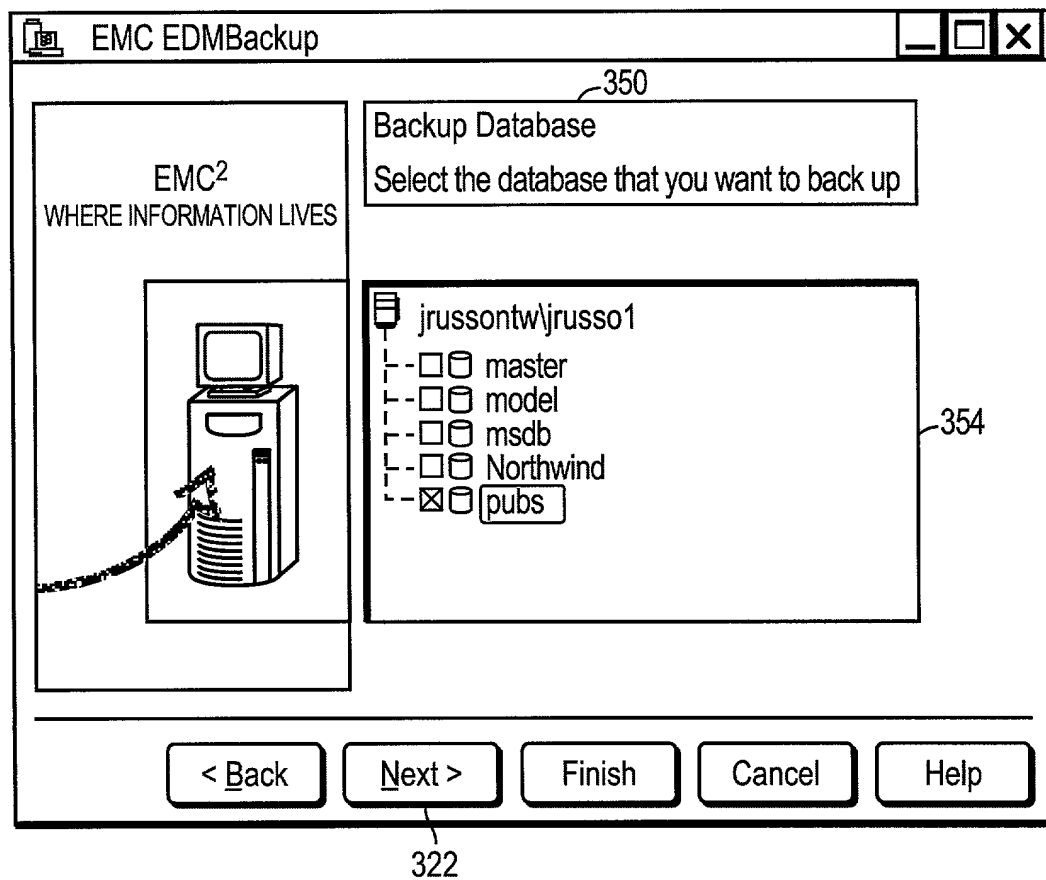 EMC EDMBackup
350
EMC²
WHERE INFORMATION LIVES
Backup Database
Select the database that you want to back up
jrussontw\jrusso1
master
model
msdb
Northwind
pubs
354
< Back
Next >
Finish
Cancel
Help
322